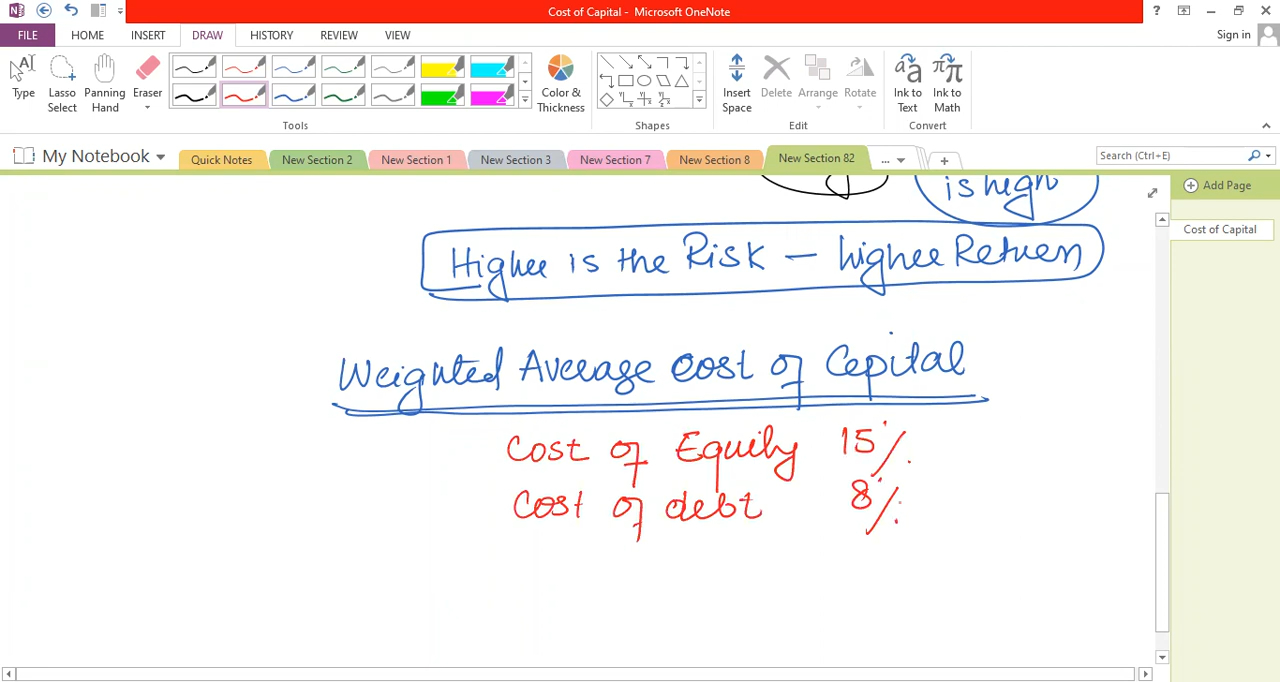 Cost of Capital - Microsoft OneNote
?
Sign in
FILE HOME INSERT DRAW HISTORY REVIEW VIEW
Type
Lasso Select
Panning Hand
Eraser
Color & Thickness
Insert Space
Delete
Arrange
Rotate
Ink to Text
Ink to Math
Tools
Shapes
Edit
Convert
My Notebook Quick Notes New Section 2 New Section 1 New Section 3 New Section 7 New Section 8 New Section 82 ... +
Search (Ctrl+E)
Add Page
Cost of Capital
is high
Higher is the Risk - higher Return
Weighted Average Cost of Capital
Cost of Equity 15%
Cost of debt 8%